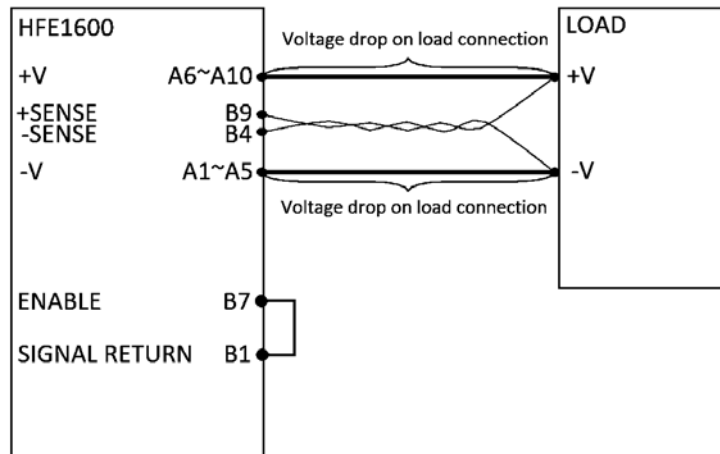 HFE1600
Voltage drop on load connection
LOAD
+V A6~A10 +V
+SENSE B9
-SENSE B4
-V A1~A5 -V
Voltage drop on load connection
ENABLE B7
SIGNAL RETURN B1